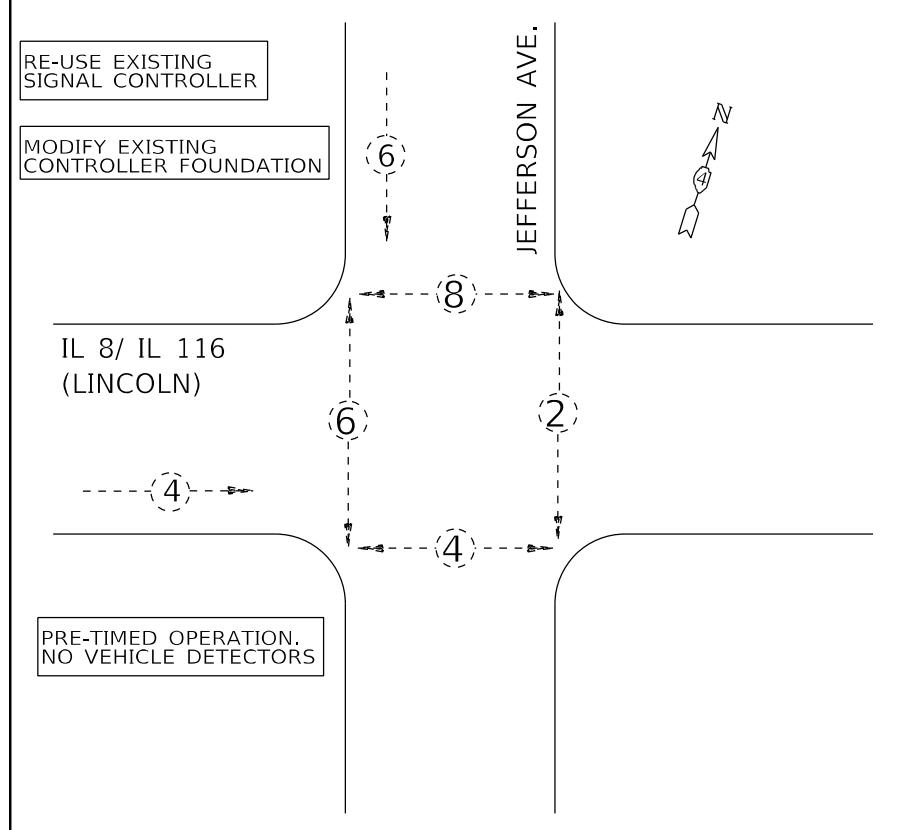 RE-USE EXISTING
SIGNAL CONTROLLER
MODIFY EXISTING
CONTROLLER FOUNDATION
6
JEFFERSON AVE.
N
4
8
IL 8/ IL 116
(LINCOLN)
6
2
4
4
PRE-TIMED OPERATION.
NO VEHICLE DETECTORS